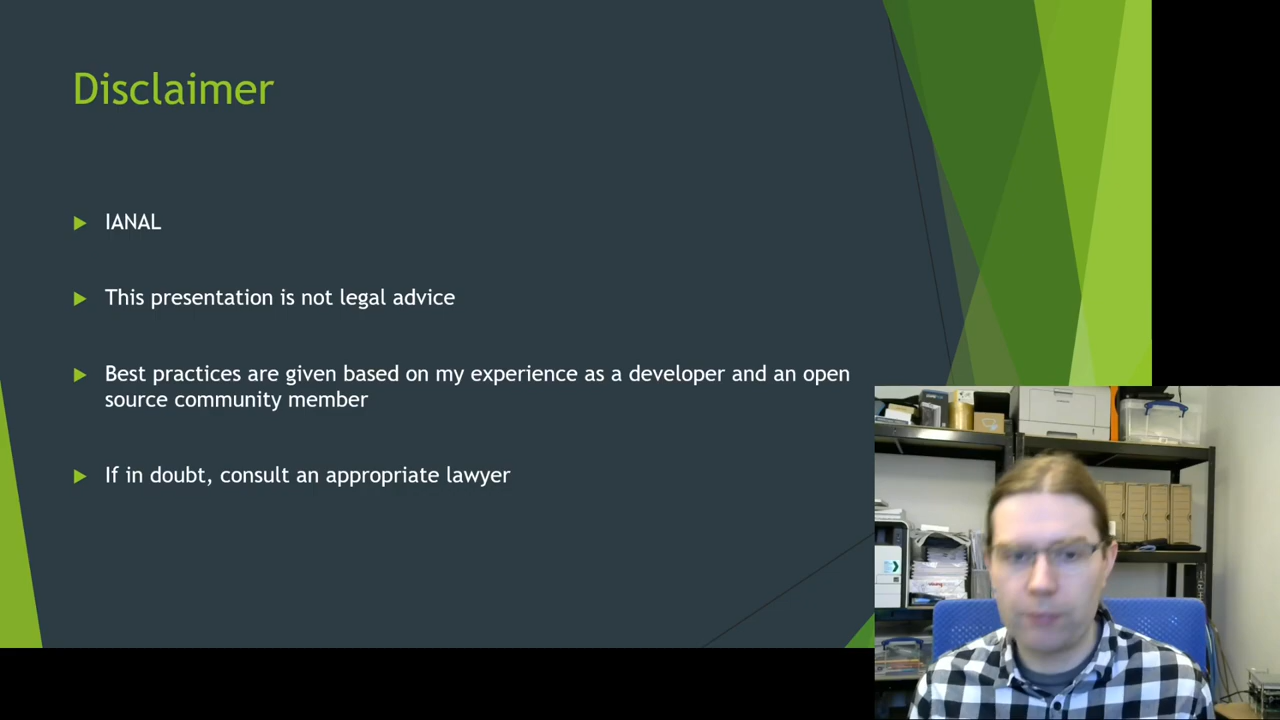 Disclaimer
IANAL
This presentation is not legal advice
Best practices are given based on my experience as a developer and an open
source community member
If in doubt, consult an appropriate lawyer